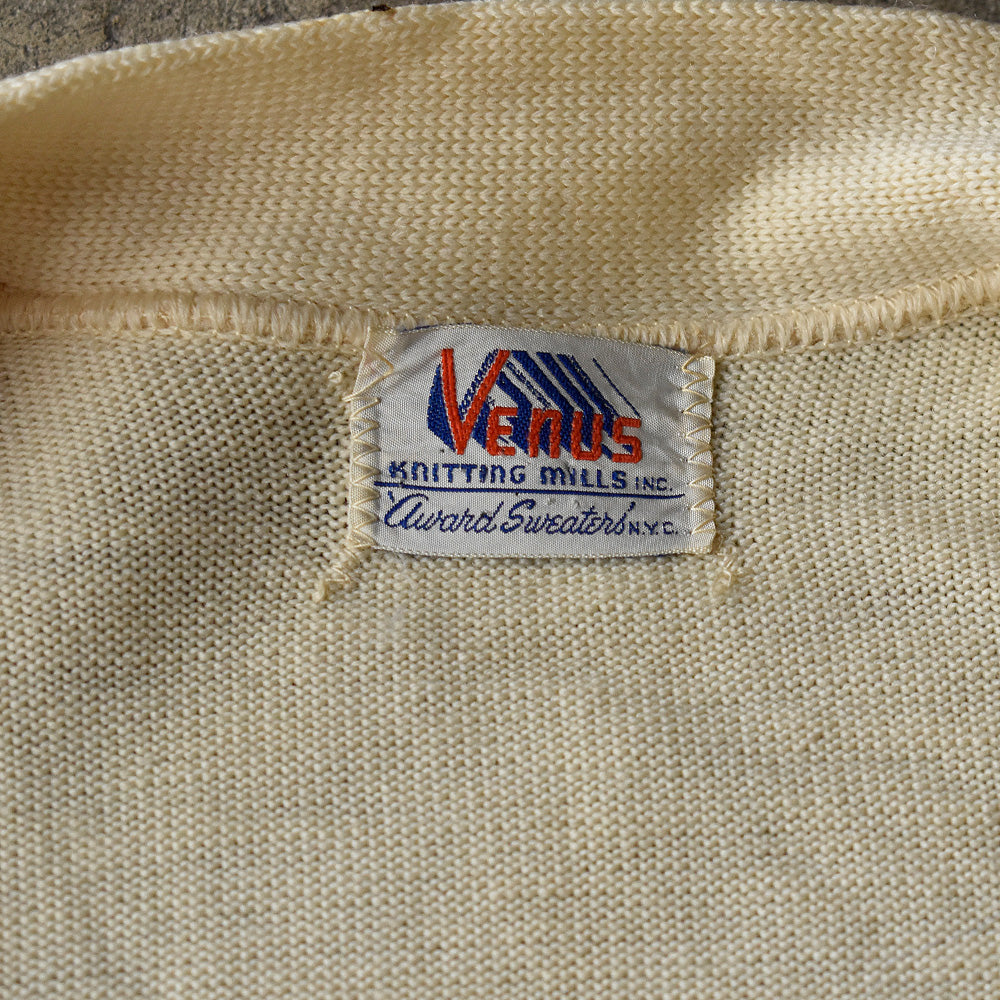 VENUS
KNITTING MILLS INC.
'Award Sweaters' N.Y.C.